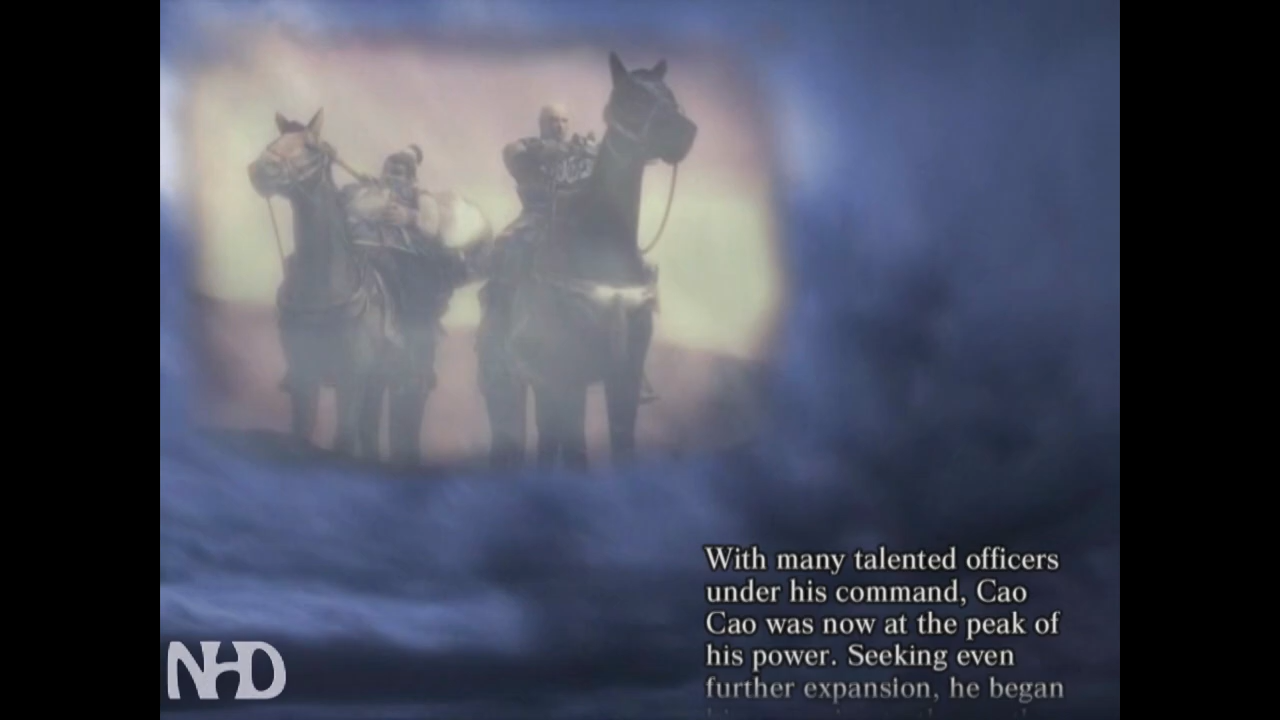 With many talented officers
under his command, Cao
Cao was now at the peak of
his power. Seeking even
further expansion, he began
NHD